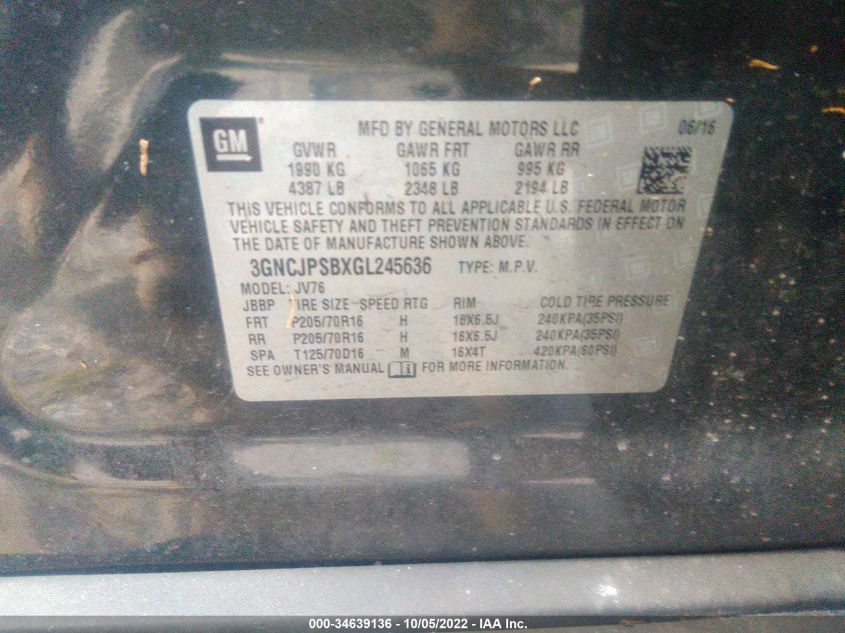 GM
MFD BY GENERAL MOTORS LLC 06/16
GVWR GAWR FRT GAWR RR
1990 KG 1065 KG 995 KG
4387 LB 2348 LB 2194 LB
THIS VEHICLE CONFORMS TO ALL APPLICABLE U.S. FEDERAL MOTOR
VEHICLE SAFETY AND THEFT PREVENTION STANDARDS IN EFFECT ON
THE DATE OF MANUFACTURE SHOWN ABOVE.
3GNCJPSBXGL245636 TYPE: M.P.V.
MODEL: JV76
JBBP TIRE SIZE SPEED RTG RIM COLD TIRE PRESSURE
FRT P205/70R16 H 16X6.5J 240KPA(35PSI)
RR P205/70R16 H 16X6.5J 240KPA(35PSI)
SPA T125/70D16 M 16X4T 420KPA(60PSI)
SEE OWNER'S MANUAL FOR MORE INFORMATION.
000-34639136 - 10/05/2022 - IAA Inc.